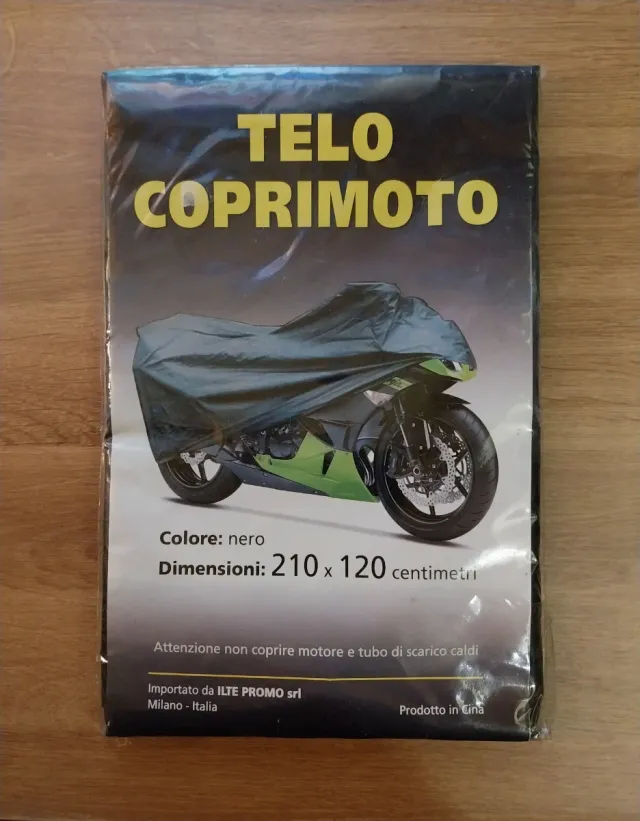 TELO
COPRIMOTO
Colore: nero
Dimensioni: 210 x 120 centimetri
Attenzione non coprire motore e tubo di scarico caldi
Importato da ILTE PROMO srl
Milano - Italia
Prodotto in Cina